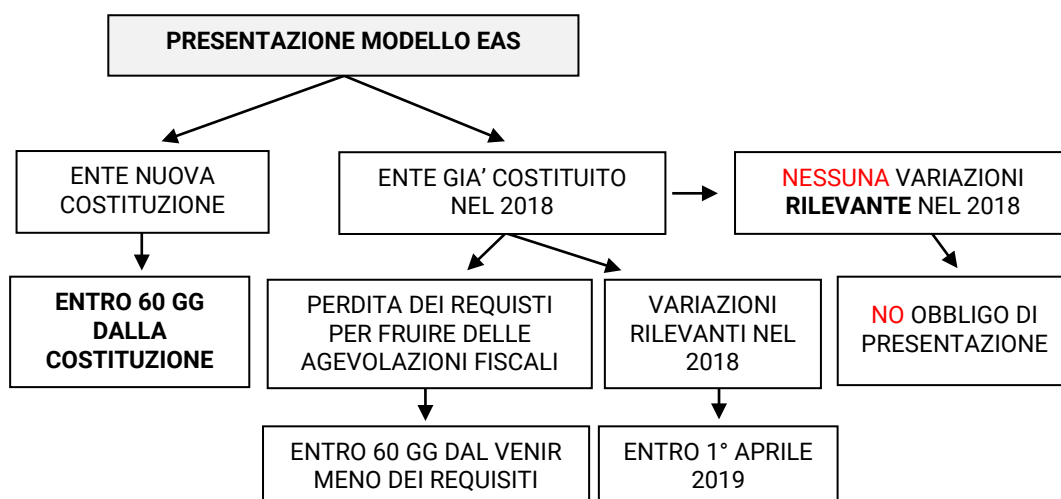 PRESENTAZIONE MODELLO EAS
ENTE NUOVA
COSTITUZIONE
ENTE GIA’ COSTITUITO
NEL 2018
NESSUNA VARIAZIONI
RILEVANTE NEL 2018
ENTRO 60 GG
DALLA
COSTITUZIONE
PERDITA DEI REQUISTI
PER FRUIRE DELLE
AGEVOLAZIONI FISCALI
VARIAZIONI
RILEVANTI NEL
2018
NO OBBLIGO DI
PRESENTAZIONE
ENTRO 60 GG DAL VENIR
MENO DEI REQUISITI
ENTRO 1° APRILE
2019